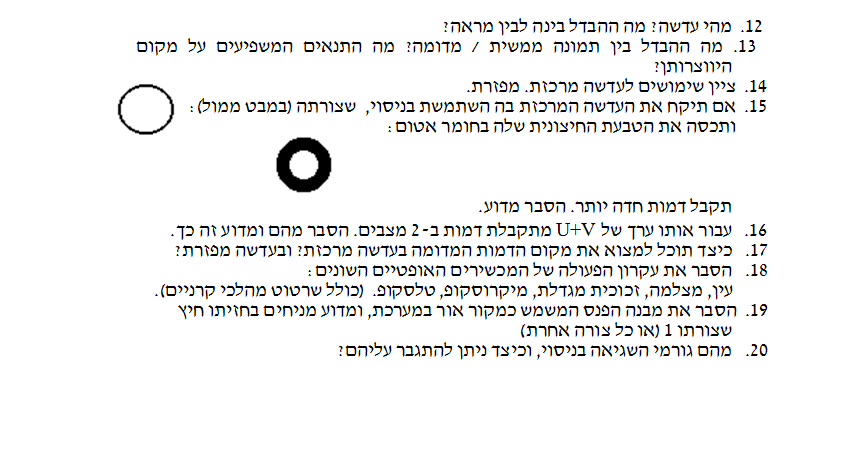 12. מהי עדשה? מה ההבדל בינה לבין מראה?
13. מה ההבדל בין תמונה ממשית / מדומה? מה התנאים המשפיעים על מקום
היווצרותן?
14. ציין שימושים לעדשה מרכזת. מפזרת.
15. אם תיקח את העדשה המרכזת בה השתמשת בניסוי, שצורתה (במבט ממול):
ותכסה את הטבעת החיצונית שלה בחומר אטום:
תקבל דמות חדה יותר. הסבר מדוע.
16. עבור אותו ערך של U+V מתקבלת דמות ב-2 מצבים. הסבר מהם ומדוע זה כך.
17. כיצד תוכל למצוא את מקום הדמות המדומה בעדשה מרכזת? ובעדשה מפזרת?
18. הסבר את עקרון הפעולה של המכשירים האופטיים השונים:
עין, מצלמה, זכוכית מגדלת, מיקרוסקופ, טלסקופ. (כולל שרטוט מהלכי קרניים).
19. הסבר את מבנה הפנס המשמש כמקור אור במערכת, ומדוע מניחים בחזיתו חיץ
שצורתו 1 (או כל צורה אחרת)
20. מהם גורמי השגיאה בניסוי, וכיצד ניתן להתגבר עליהם?